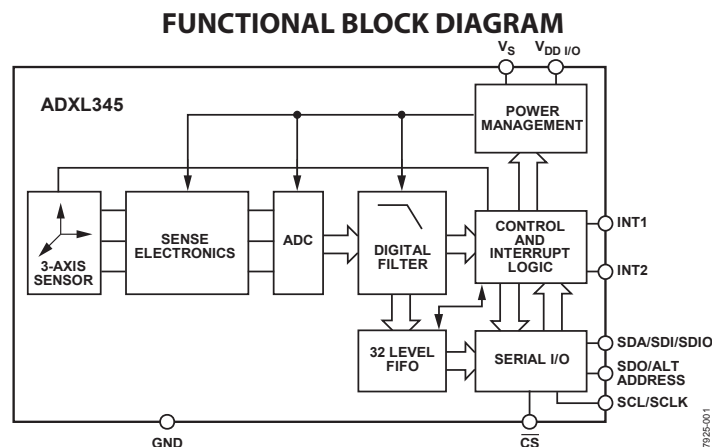 FUNCTIONAL BLOCK DIAGRAM
VS
VDD I/O
ADXL345
POWER
MANAGEMENT
3-AXIS
SENSOR
SENSE
ELECTRONICS
ADC
DIGITAL
FILTER
CONTROL
AND
INTERRUPT
LOGIC
INT1
INT2
32 LEVEL
FIFO
SERIAL I/O
SDA/SDI/SDIO
SDO/ALT
ADDRESS
SCL/SCLK
GND
CS
7925-001